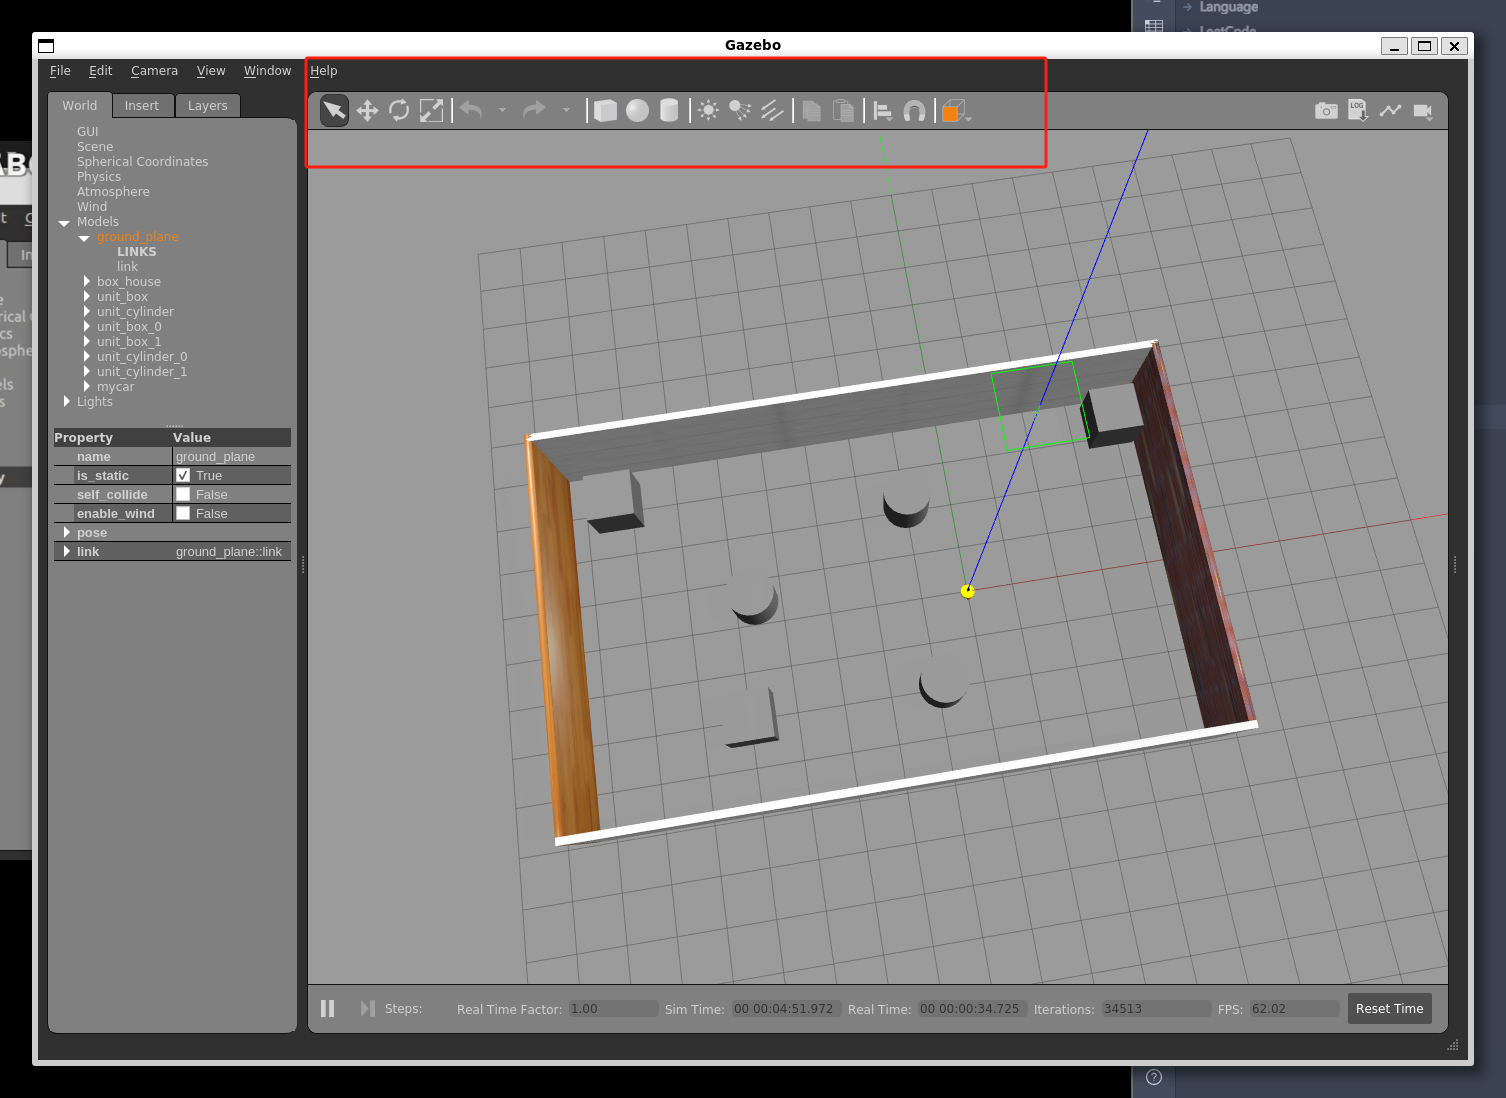 Language
LeetCode
Gazebo
File Edit Camera View Window Help
World Insert Layers
LOG
GUI
Scene
Spherical Coordinates
Physics
Atmosphere
Wind
Models
ground_plane
LINKS
link
box_house
unit_box
unit_cylinder
unit_box_0
unit_box_1
unit_cylinder_0
unit_cylinder_1
mycar
Lights
Property Value
name ground_plane
is_static True
self_collide False
enable_wind False
pose
link ground_plane::link
Steps: Real Time Factor: 1.00 Sim Time: 00 00:04:51.972 Real Time: 00 00:00:34.725 Iterations: 34513 FPS: 62.02 Reset Time